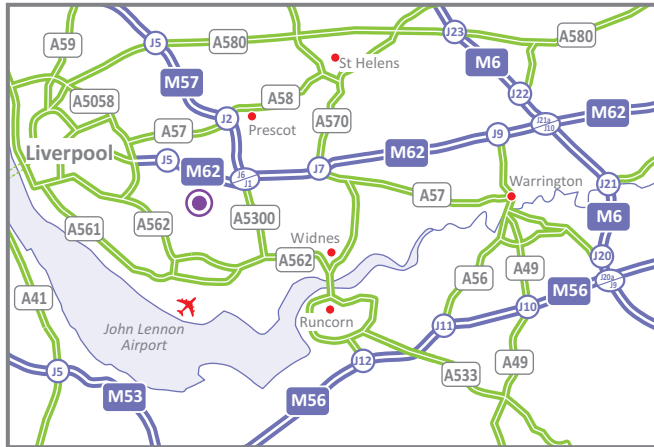 A59
J5
A580
J23
A580
St Helens
M6
M57
J22
A5058
A58
J2
Prescot
A57
A570
J21a
J10
M62
J9
M62
Liverpool
J5
M62
J6
J1
J7
J21
Warrington
A57
M6
A5300
A561
A562
Widnes
A562
J20
A56
A49
J20a
J9
M56
A41
John Lennon
Airport
Runcorn
J10
J11
J12
J5
A49
A533
M53
M56